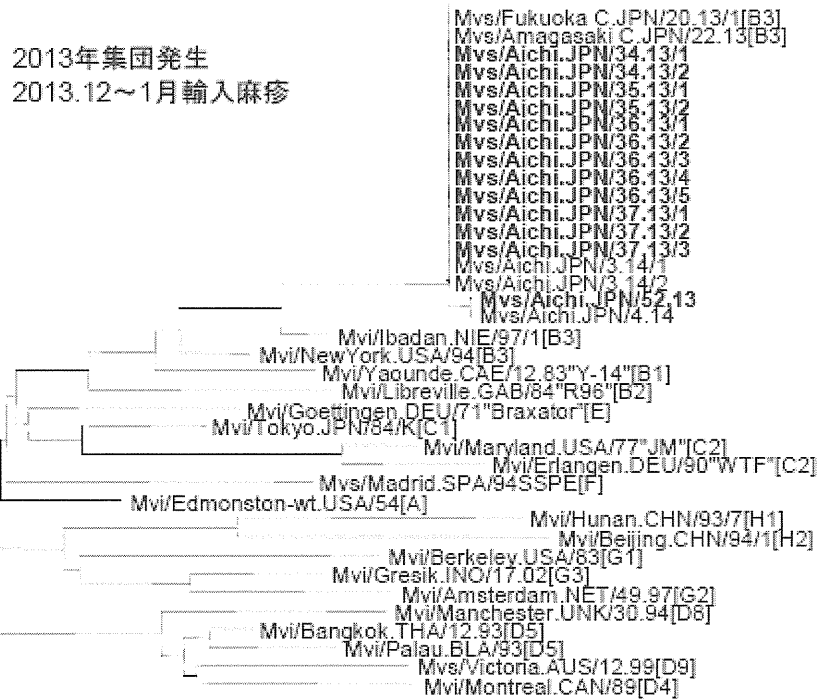 Mvs/Fukuoka C.JPN/20.13/1[B3]
Mvs/Amagasaki C.JPN/22.13[B3]
2013年集団発生
2013.12～1月輸入麻疹
Mvs/Aichi.JPN/34.13/1
Mvs/Aichi.JPN/34.13/2
Mvs/Aichi.JPN/35.13/1
Mvs/Aichi.JPN/35.13/2
Mvs/Aichi.JPN/36.13/1
Mvs/Aichi.JPN/36.13/2
Mvs/Aichi.JPN/36.13/3
Mvs/Aichi.JPN/36.13/4
Mvs/Aichi.JPN/36.13/5
Mvs/Aichi.JPN/37.13/1
Mvs/Aichi.JPN/37.13/2
Mvs/Aichi.JPN/37.13/3
Mvs/Aichi.JPN/3.14/1
Mvs/Aichi.JPN/3.14/2
Mvs/Aichi.JPN/52.13
Mvs/Aichi.JPN/4.14
Mvi/Ibadan.NIE/97/1[B3]
Mvi/NewYork.USA/94[B3]
Mvi/Yaounde.CAE/12.83"Y-14"[B1]
Mvi/Libreville.GAB/84"R96"[B2]
Mvi/Goettingen.DEU/71"Braxator"[E]
Mvi/Tokyo.JPN/84/K[C1]
Mvi/Maryland.USA/77"JM"[C2]
Mvi/Erlangen.DEU/90"WTF"[C2]
Mvs/Madrid.SPA/94SSPE[F]
Mvi/Edmonston-wt.USA/54[A]
Mvi/Hunan.CHN/93/7[H1]
Mvi/Beijing.CHN/94/1[H2]
Mvi/Berkeley.USA/83[G1]
Mvi/Gresik.INO/17.02[G3]
Mvi/Amsterdam.NET/49.97[G2]
Mvi/Manchester.UNK/30.94[D8]
Mvi/Bangkok.THA/12.93[D5]
Mvi/Palau.BLA/93[D5]
Mvs/Victoria.AUS/12.99[D9]
Mvi/Montreal.CAN/89[D4]